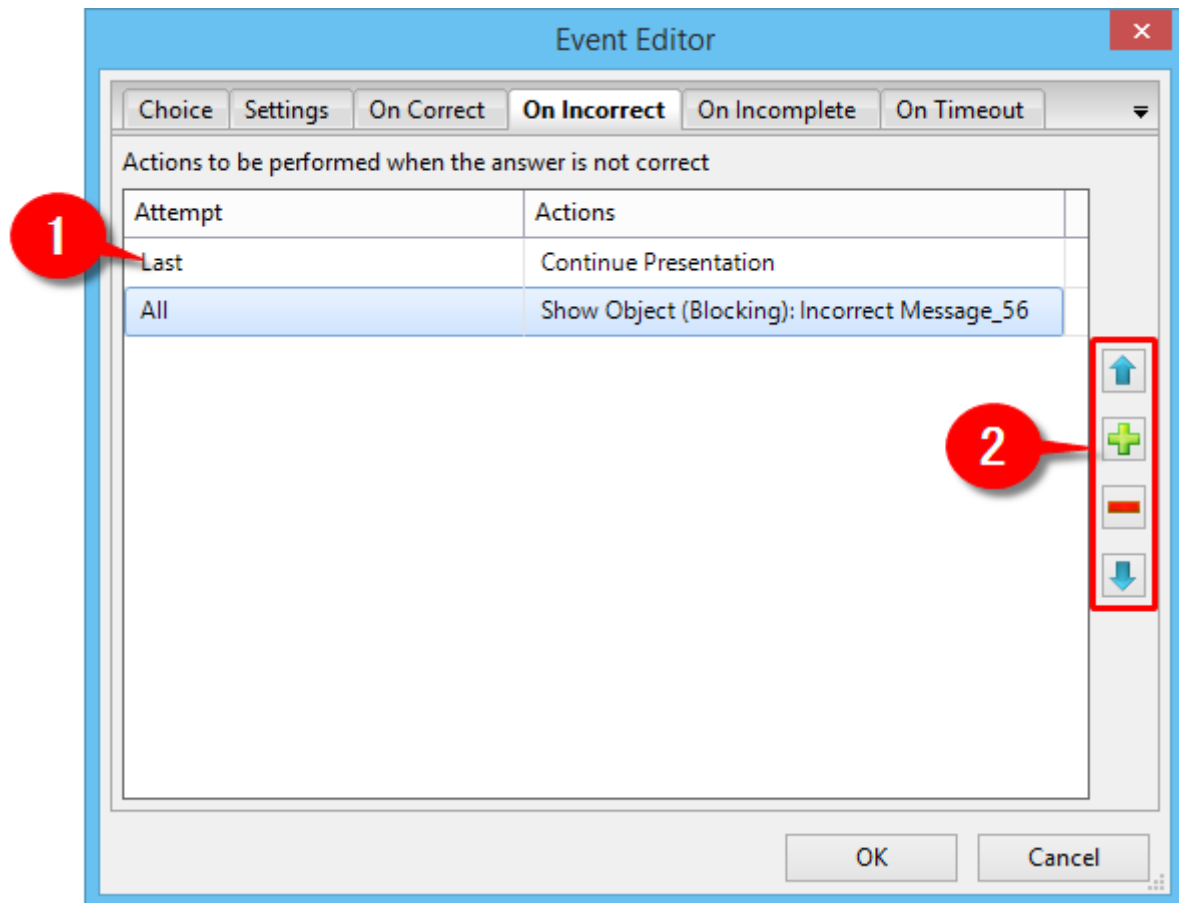 Event Editor
Choice Settings On Correct On Incorrect On Incomplete On Timeout
Actions to be performed when the answer is not correct
Attempt Actions
1
Last Continue Presentation
All Show Object (Blocking): Incorrect Message_56
2
OK Cancel